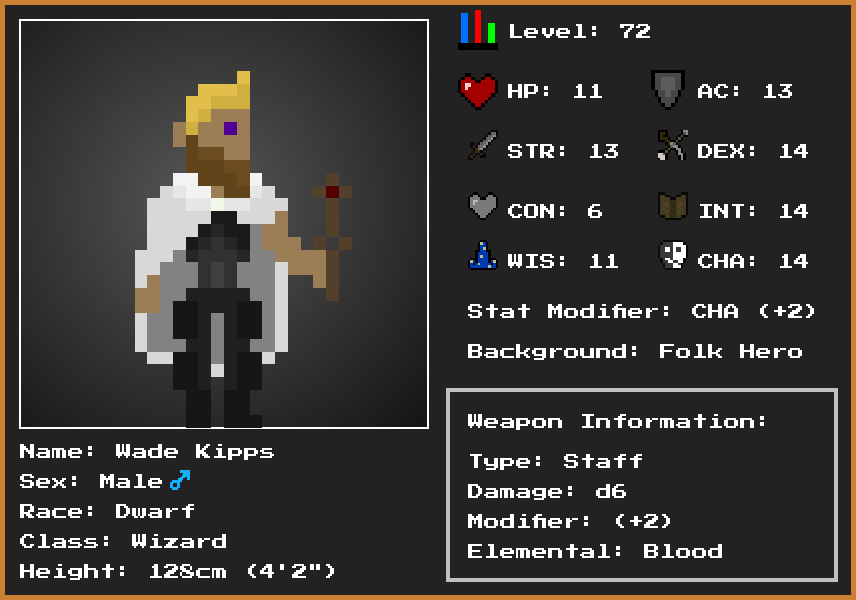 Level: 72
HP: 11 AC: 13
STR: 13 DEX: 14
CON: 6 INT: 14
WIS: 11 CHA: 14
Stat Modifier: CHA (+2)
Background: Folk Hero
Weapon Information:
Type: Staff
Damage: d6
Modifier: (+2)
Elemental: Blood
Name: Wade Kipps
Sex: Male ♂
Race: Dwarf
Class: Wizard
Height: 128cm (4'2")